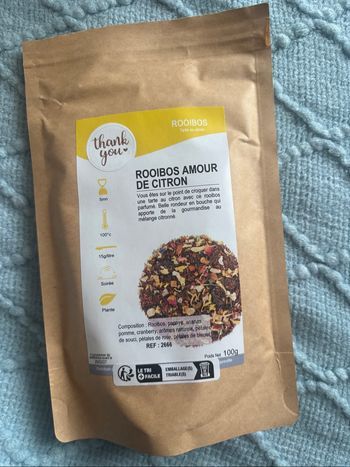 ROOIBOS
thank
you
ROOIBOS AMOUR
DE CITRON
Vous êtes sur le point de croquer dans
une tarte au citron avec ce rooibos
parfumé. Belle rondeur en bouche qui
apporte de la gourmandise au
mélange citronné.
5mn
100°c
15g/litre
Soirée
Plante
Composition : Rooibos, papaye, ananas,
pomme, cranberry, arômes naturels, pétales
de souci, pétales de rose, pétales de bleuet
REF : 2666
Poids Net 100g
LE TRI
+ FACILE
EMBALLAGE(S)
TRIABLE(S)